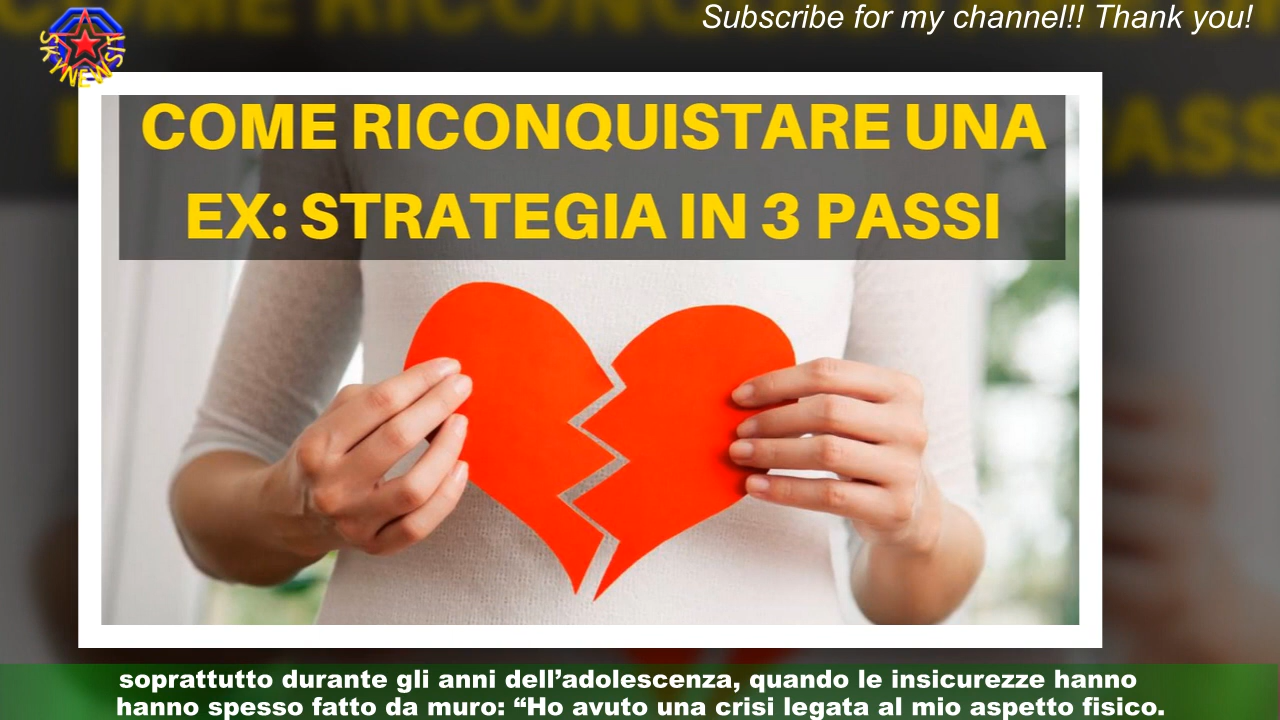 Subscribe for my channel!! Thank you!
SKYNEWSIT
COME RICONQUISTARE UNA
EX: STRATEGIA IN 3 PASSI
soprattutto durante gli anni dell’adolescenza, quando le insicurezze hanno
hanno spesso fatto da muro: “Ho avuto una crisi legata al mio aspetto fisico.